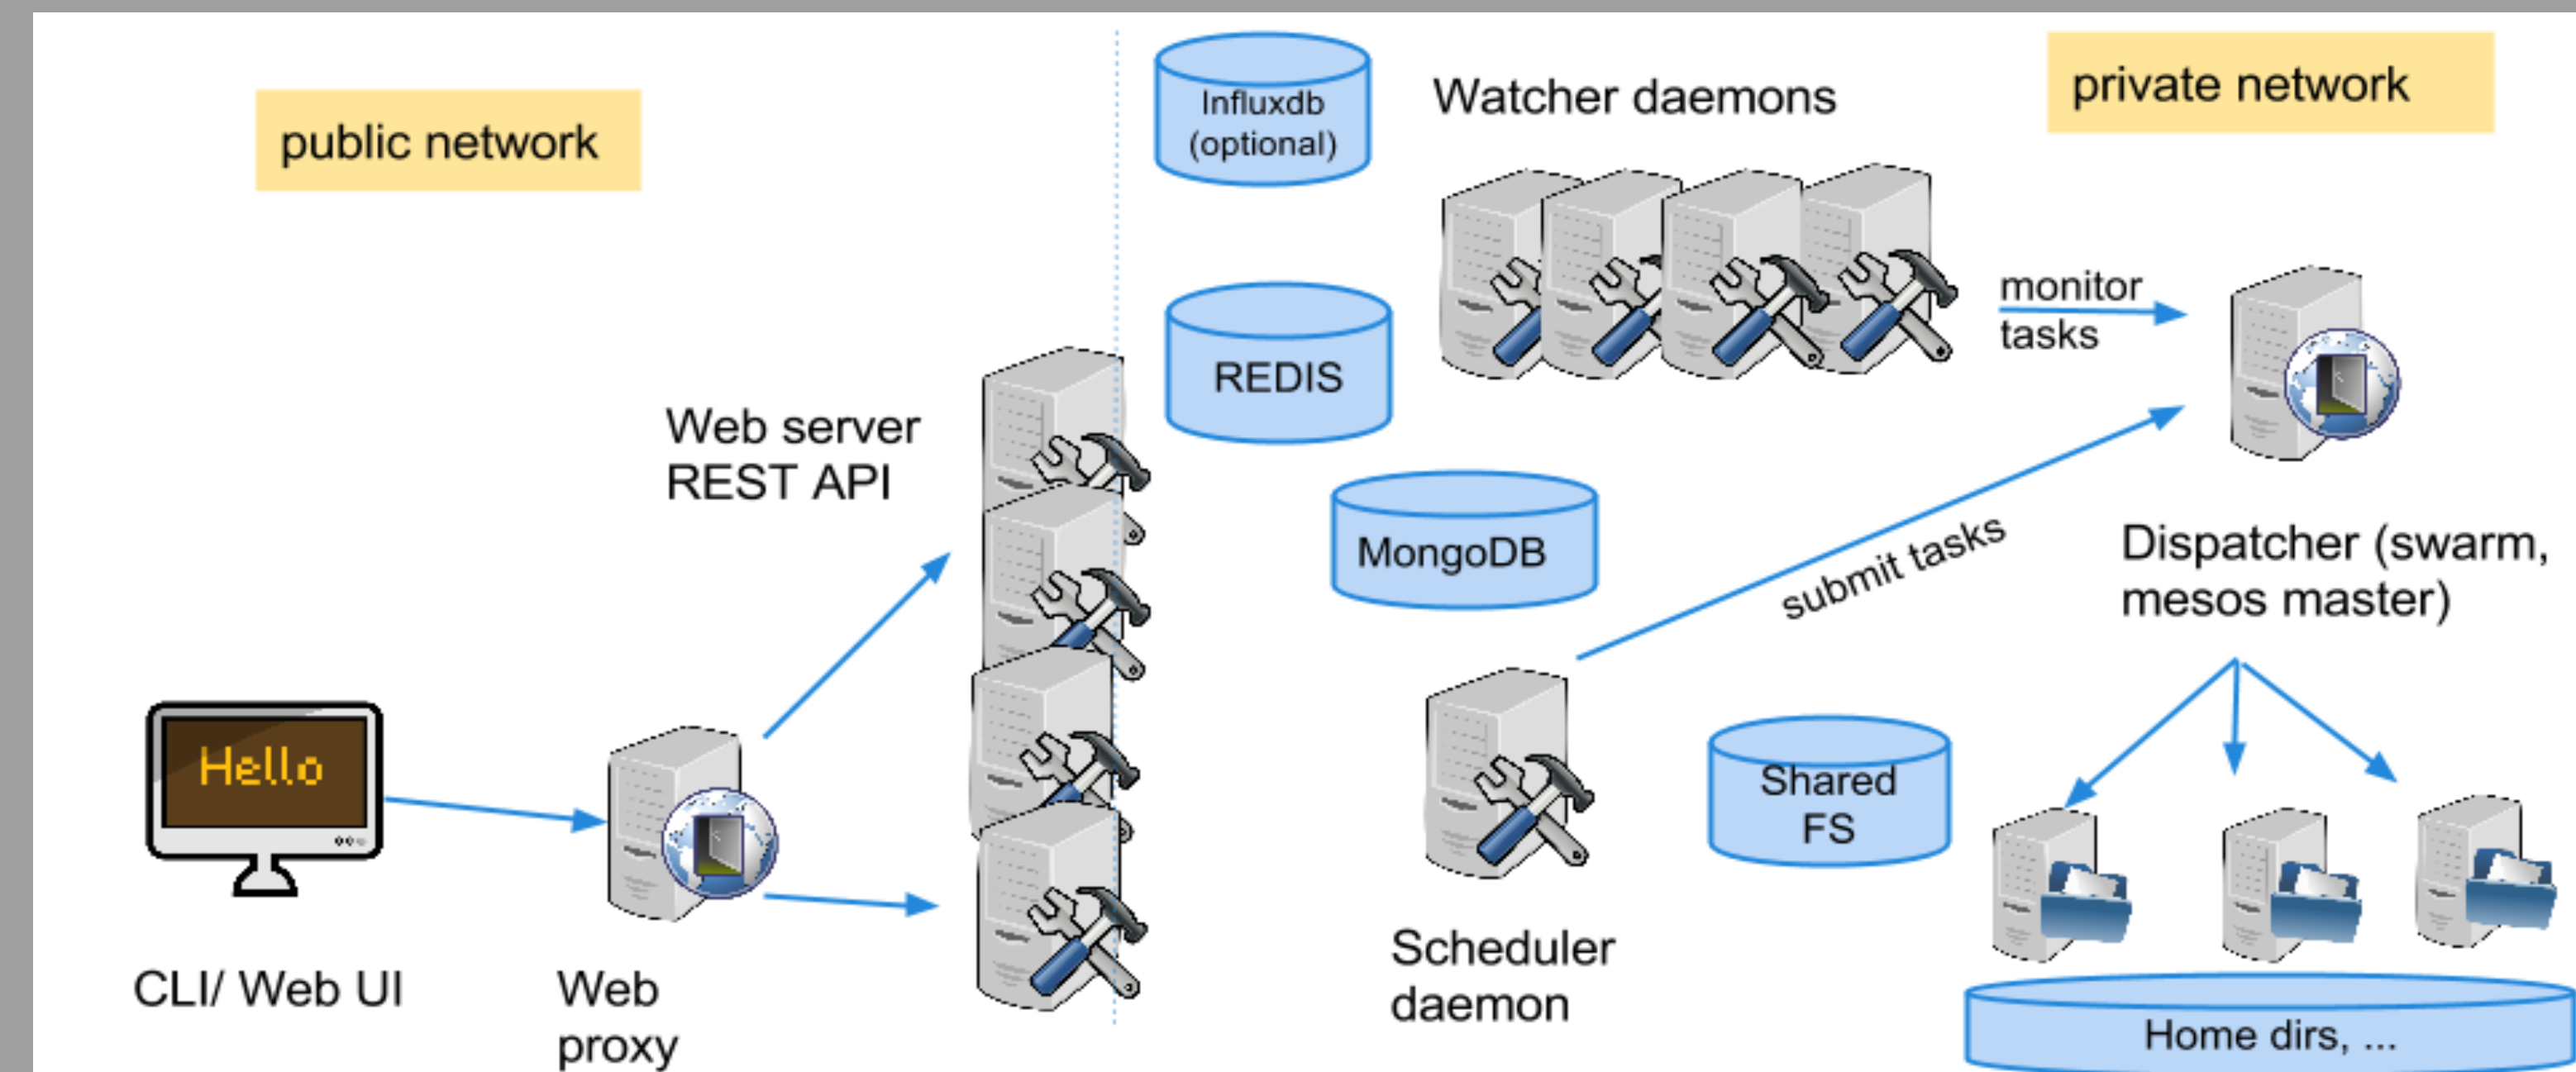 public network
Influxdb
(optional)
Watcher daemons
private network
monitor
tasks
REDIS
Web server
REST API
MongoDB
submit tasks
Dispatcher (swarm,
mesos master)
Hello
Shared
FS
Scheduler
daemon
CLI/ Web UI
Web
proxy
Home dirs, ...